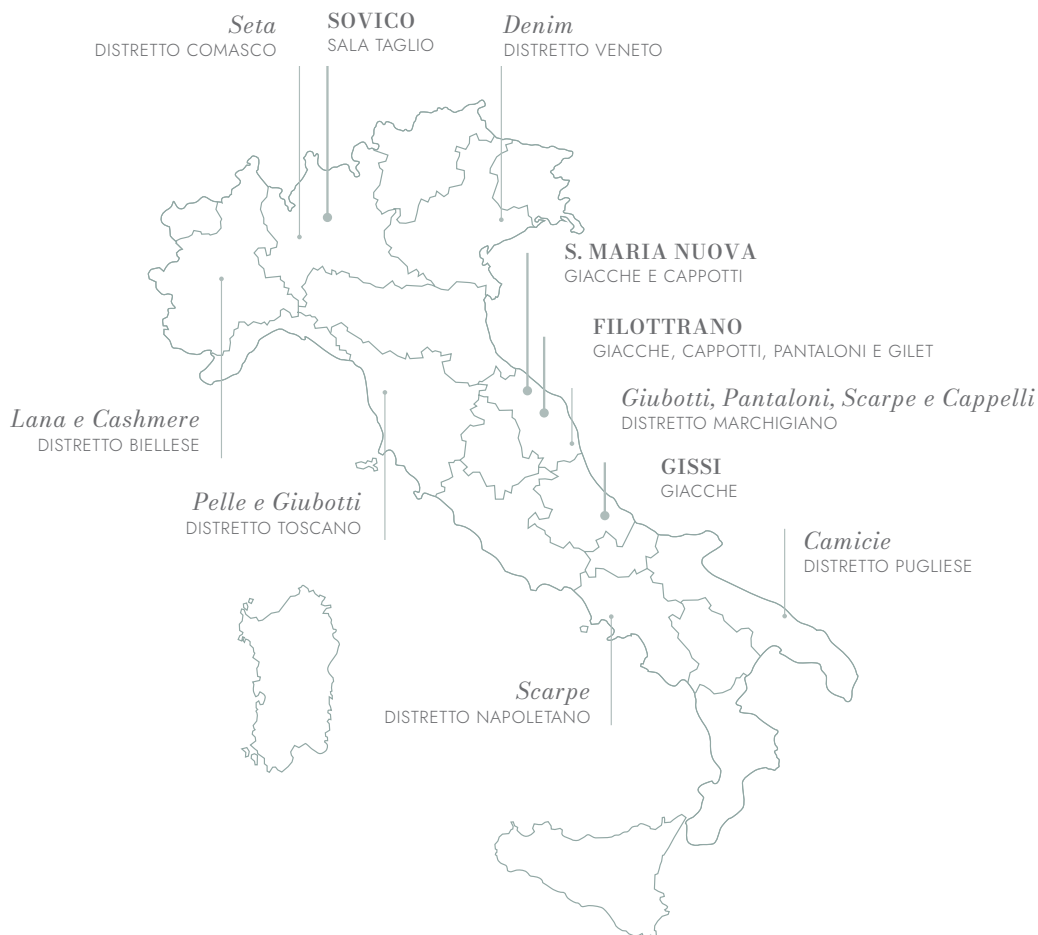 Seta
DISTRETTO COMASCO
SOVICO
SALA TAGLIO
Denim
DISTRETTO VENETO
S. MARIA NUOVA
GIACCHE E CAPPOTTI
FILOTTRANO
GIACCHE, CAPPOTTI, PANTALONI E GILET
Giubotti, Pantaloni, Scarpe e Cappelli
DISTRETTO MARCHIGIANO
Lana e Cashmere
DISTRETTO BIELLESE
GISSI
GIACCHE
Pelle e Giubotti
DISTRETTO TOSCANO
Camicie
DISTRETTO PUGLIESE
Scarpe
DISTRETTO NAPOLETANO